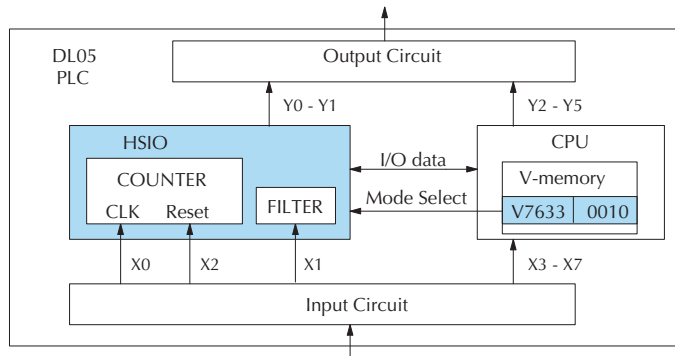 DL05
PLC
Output Circuit
Y0 - Y1
Y2 - Y5
HSIO
CPU
COUNTER
CLK Reset
FILTER
I/O data
Mode Select
V-memory
V7633 0010
X0
X2
X1
X3 - X7
Input Circuit